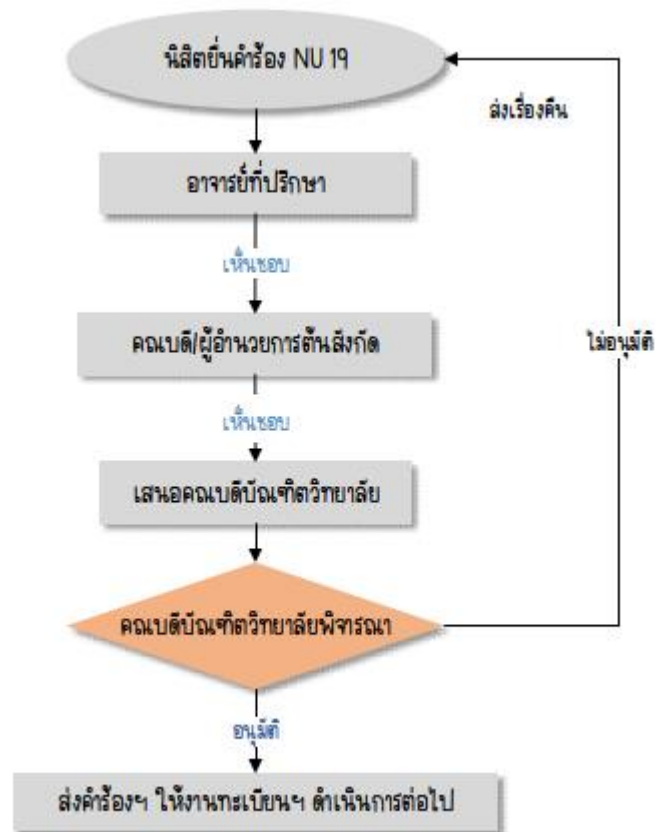 นิสิตยื่นคำร้อง NU 19
ส่งเรื่องคืน
อาจารย์ที่ปรึกษา
เห็นชอบ
คณบดี/ผู้อำนวยการต้นสังกัด
ไม่อนุมัติ
เห็นชอบ
เสนอคณบดีบัณฑิตวิทยาลัย
คณบดีบัณฑิตวิทยาลัยพิจารณา
อนุมัติ
ส่งคำร้องฯ ให้งานทะเบียนฯ ดำเนินการต่อไป